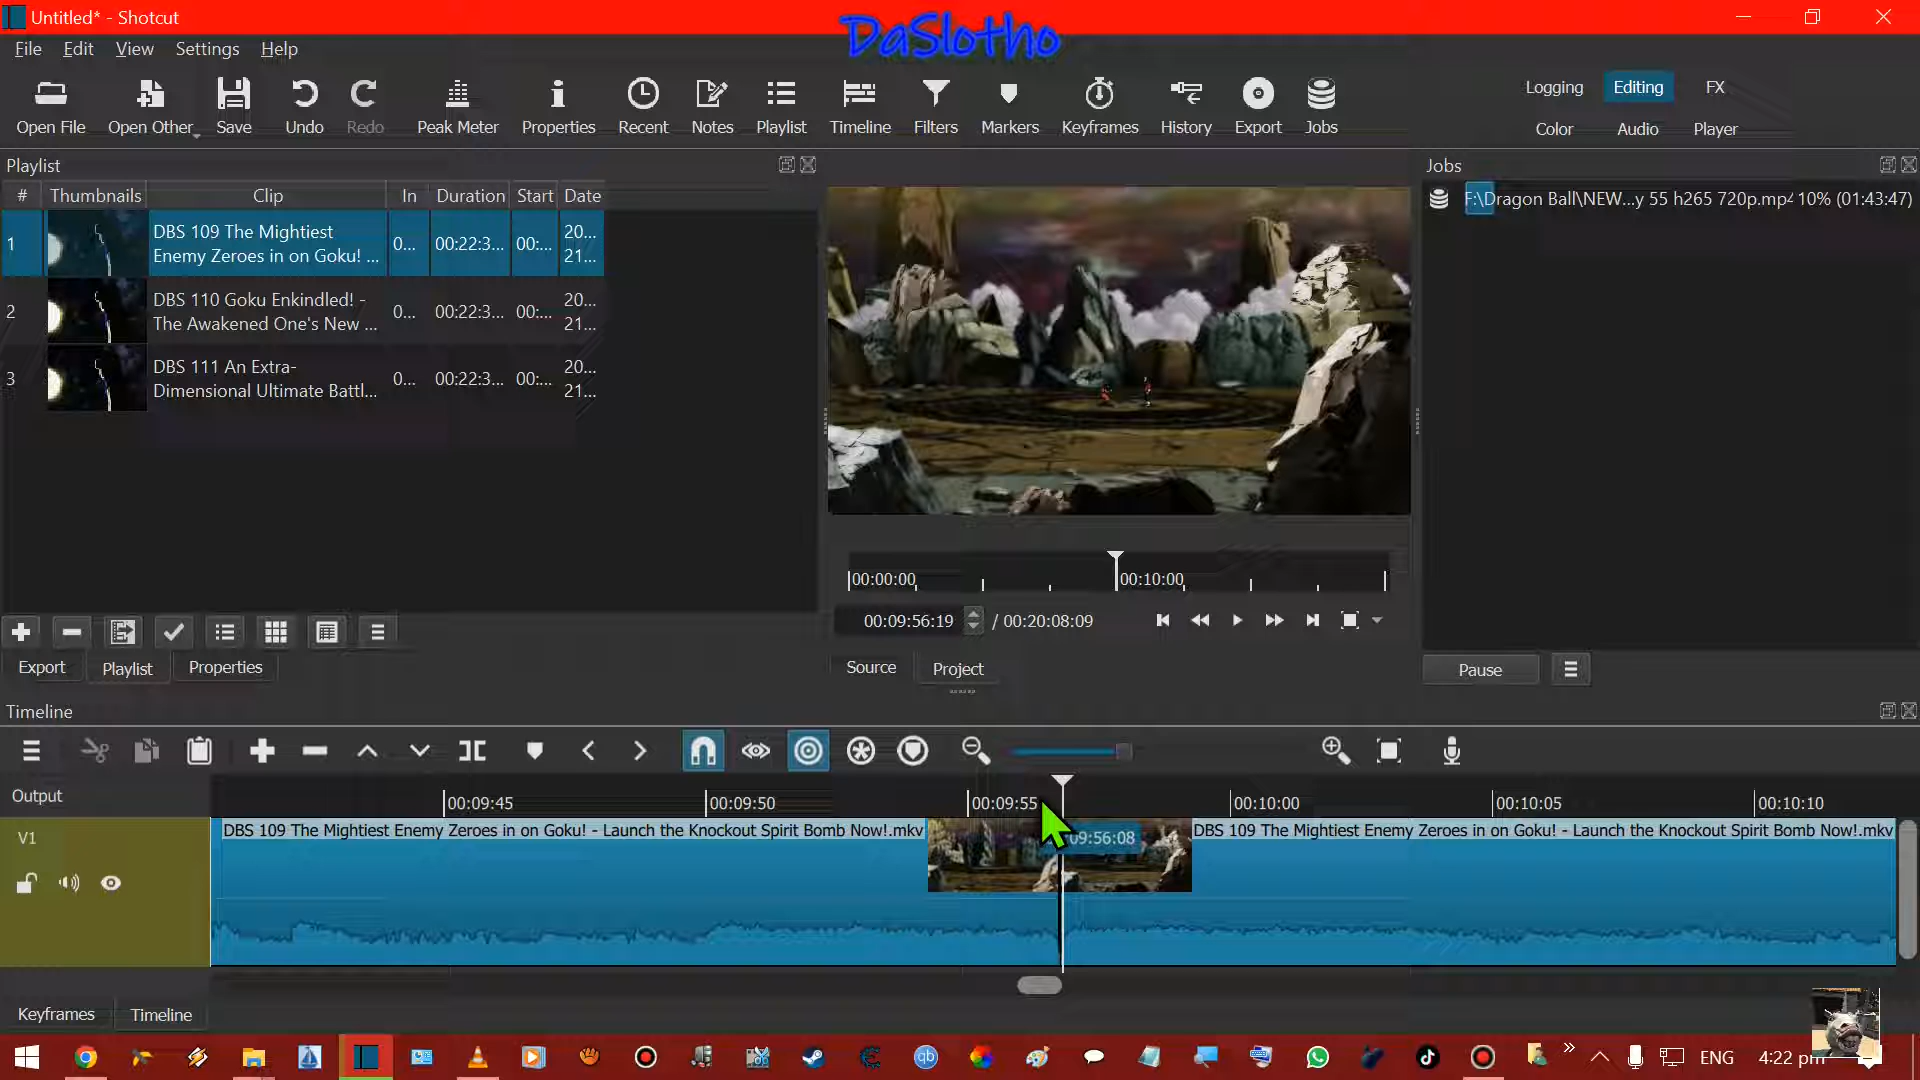 Untitled* - Shotcut
DaSlotho
File Edit View Settings Help
Open File Open Other Save Undo Redo Peak Meter Properties Recent Notes Playlist Timeline Filters Markers Keyframes History Export Jobs
Logging Editing FX
Color Audio Player
Playlist
Jobs
# Thumbnails Clip In Duration Start Date
1 DBS 109 The Mightiest Enemy Zeroes in on Goku! ... 0... 00:22:3... 00:... 20... 21...
2 DBS 110 Goku Enkindled! - The Awakened One's New ... 0... 00:22:3... 00:... 20... 21...
3 DBS 111 An Extra-Dimensional Ultimate Battl... 0... 00:22:3... 00:... 20... 21...
F:\Dragon Ball\NEW...y 55 h265 720p.mp4 10% (01:43:47)
00:00:00 00:10:00
00:09:56:19 / 00:20:08:09
Export Playlist Properties
Source Project
Pause
Timeline
Output
00:09:45 00:09:50 00:09:55 00:10:00 00:10:05 00:10:10
V1
DBS 109 The Mightiest Enemy Zeroes in on Goku! - Launch the Knockout Spirit Bomb Now!.mkv
09:56:08
DBS 109 The Mightiest Enemy Zeroes in on Goku! - Launch the Knockout Spirit Bomb Now!.mkv
Keyframes Timeline
ENG 4:22 pm